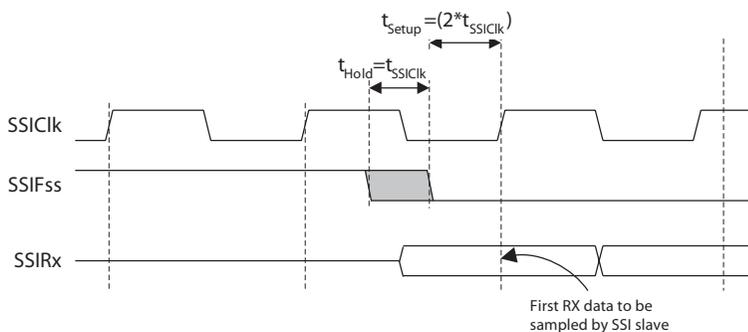 tSetup=(2*tSSIClk)
tHold=tSSIClk
SSIClk
SSIFss
SSIRx
First RX data to be
sampled by SSI slave